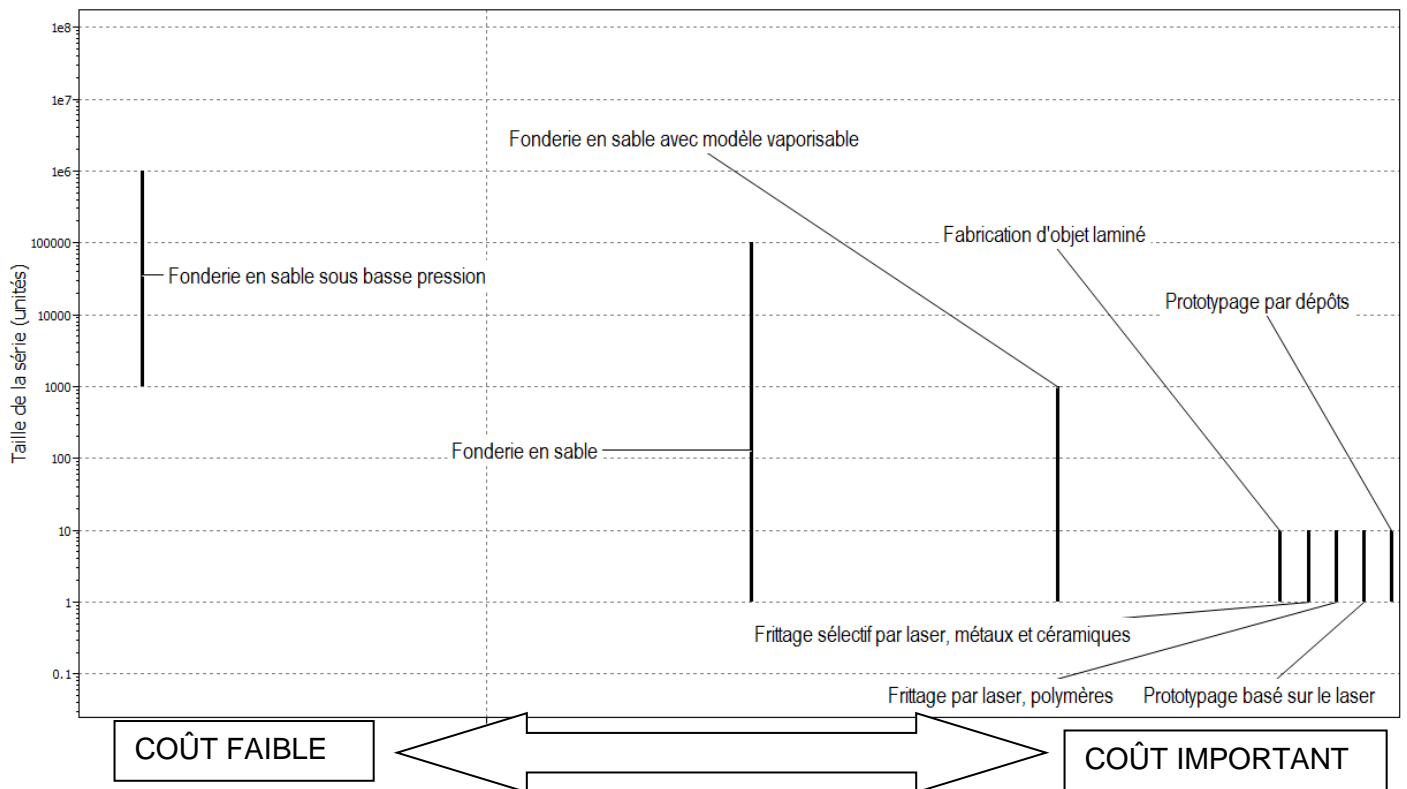 1e8
1e7
Fonderie en sable avec modèle vaporisable
1e6
Fabrication d'objet laminé
100000
Fonderie en sable sous basse pression
Prototypage par dépôts
10000
Taille de la série (unités)
1000
Fonderie en sable
100
10
1
Frittage sélectif par laser, métaux et céramiques
0.1
Frittage par laser, polymères
Prototypage basé sur le laser
COÛT FAIBLE
COÛT IMPORTANT